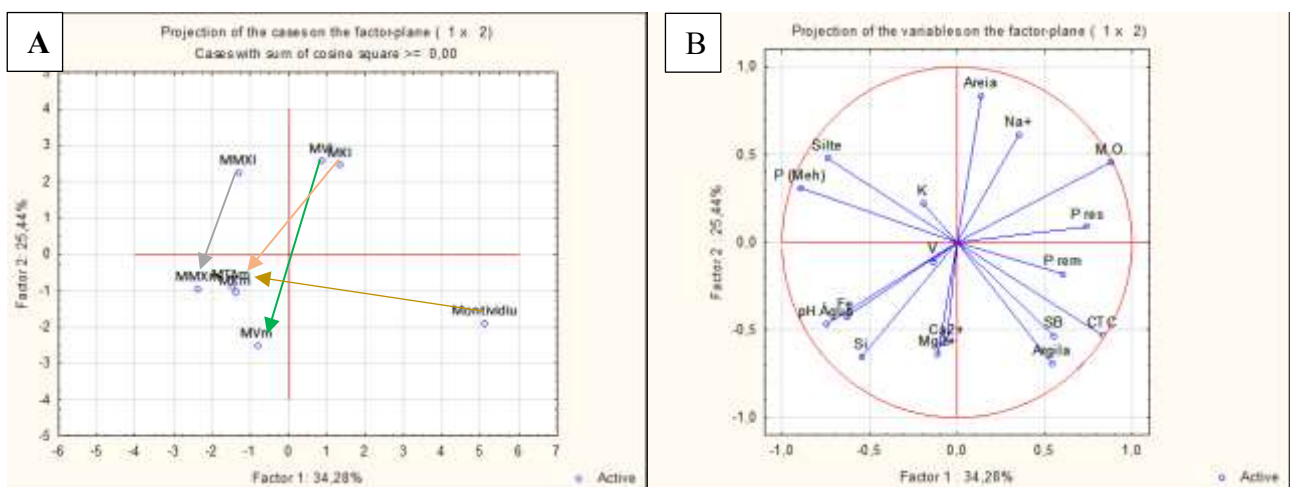 A
Projection of the cases on the factor-plane ( 1 x 2)
Cases with sum of cosine square >= 0,00
5
4
3
2
1
0
-1
-2
-3
-4
-5
-6 -5 -4 -3 -2 -1 0 1 2 3 4 5 6 7
Factor 2: 25,44%
Factor 1: 34,28%
Active
MMXI
MXI
Montividiu
MVm
B
Projection of the variables on the factor-plane ( 1 x 2)
1,0
0,5
0,0
-0,5
-1,0
-1,0 -0,5 0,0 0,5 1,0
Factor 2 : 25,44%
Factor 1 : 34,28%
Active
Areia
Na+
M.O.
Silte
P (Meh)
K
P res
V
P rem
Fe
pH Água
Si
Ca2+
Mg2+
SB
CTC
Argila